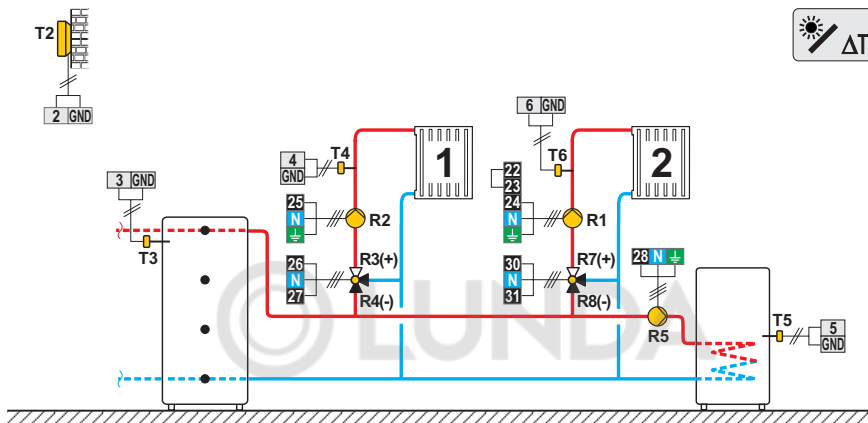 T2
2 GND
ΔT
6 GND
4
GND
T4
1
T6
2
3 GND
T3
22
23
25
N
R2
24
N
R1
28 N
26
N
27
R3(+)
R4(-)
30
N
31
R7(+)
R8(-)
R5
T5
5
GND
LUNDA